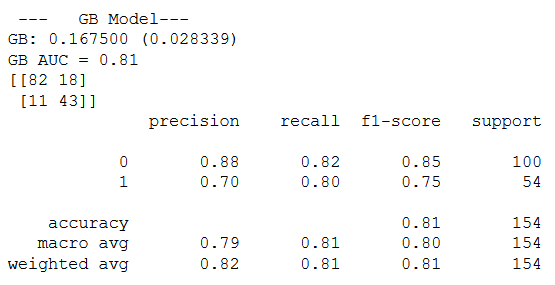 ---   GB Model---
GB: 0.167500 (0.028339)
GB AUC = 0.81
[[82 18]
 [11 43]]
              precision    recall  f1-score   support

           0       0.88      0.82      0.85       100
           1       0.70      0.80      0.75        54

    accuracy                           0.81       154
   macro avg       0.79      0.81      0.80       154
weighted avg       0.82      0.81      0.81       154